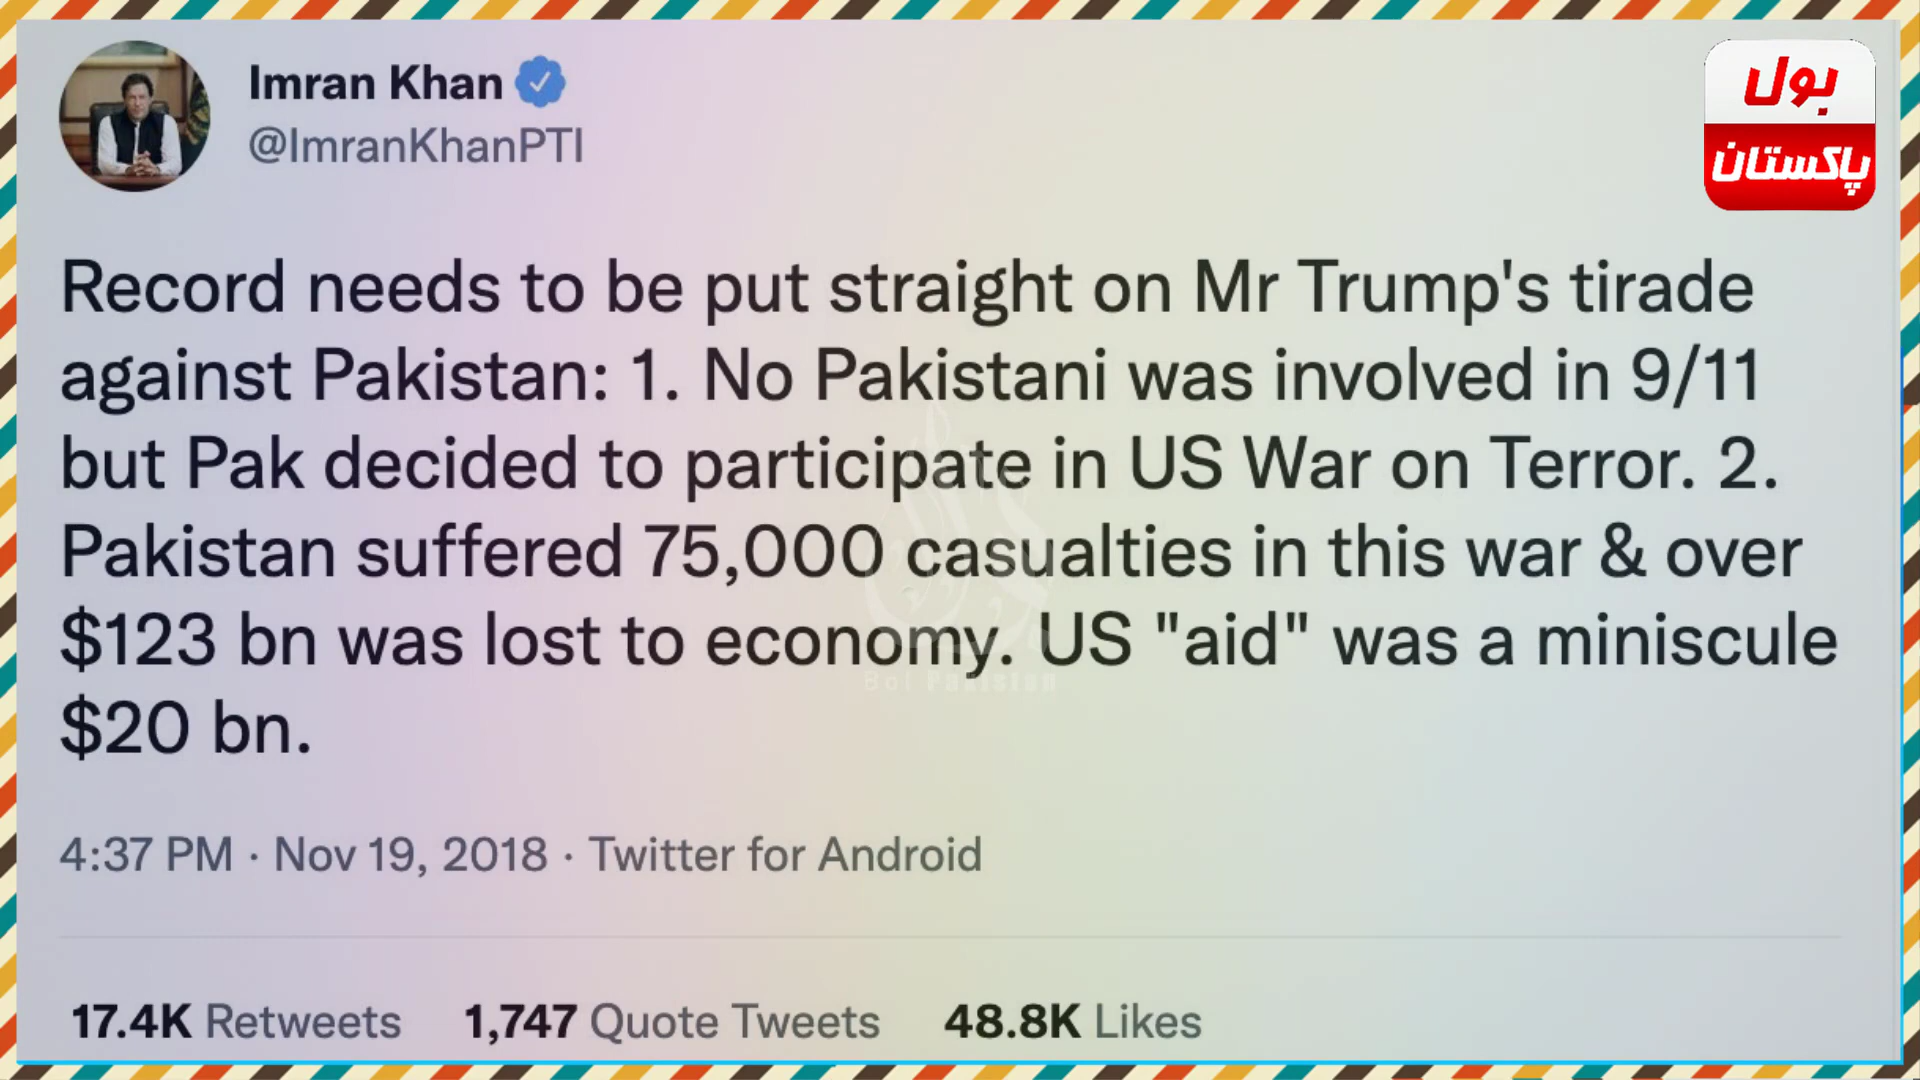 Imran Khan
@ImranKhanPTI
بول
پاکستان
Record needs to be put straight on Mr Trump's tirade
against Pakistan: 1. No Pakistani was involved in 9/11
but Pak decided to participate in US War on Terror. 2.
Pakistan suffered 75,000 casualties in this war & over
$123 bn was lost to economy. US "aid" was a miniscule
$20 bn.
Bol Pakistan
4:37 PM · Nov 19, 2018 · Twitter for Android
17.4K Retweets 1,747 Quote Tweets 48.8K Likes